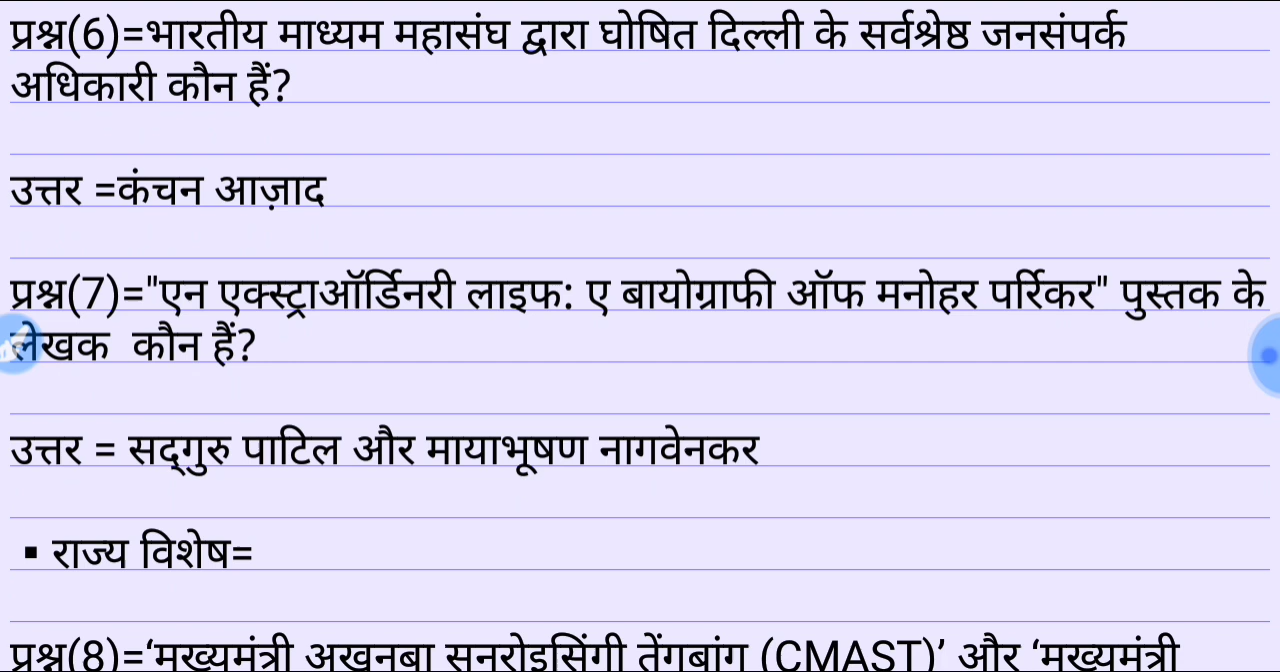 प्रश्न(6)=भारतीय माध्यम महासंघ द्वारा घोषित दिल्ली के सर्वश्रेष्ठ जनसंपर्क
अधिकारी कौन हैं?
उत्तर =कंचन आज़ाद
प्रश्न(7)="एन एक्स्ट्राऑर्डिनरी लाइफ: ए बायोग्राफी ऑफ मनोहर पर्रिकर" पुस्तक के
लेखक कौन हैं?
उत्तर = सद्गुरु पाटिल और मायाभूषण नागवेनकर
▪ राज्य विशेष=
प्रश्न(8)=‘मुख्यमंत्री अखनबा सनरोइसिंगी तेंगबांग (CMAST)’ और ‘मुख्यमंत्री